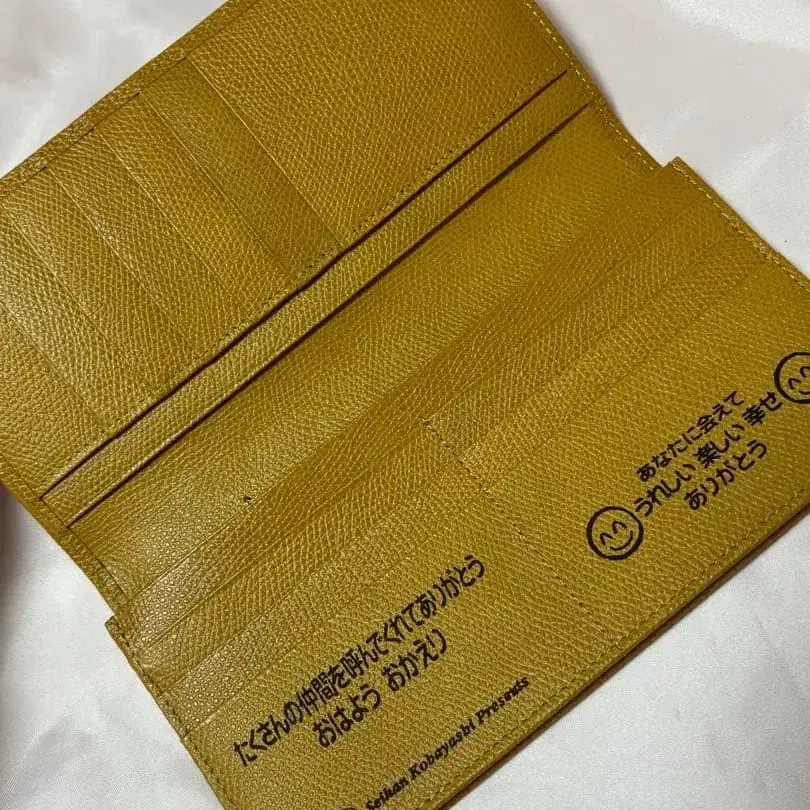 たくさんの仲間を呼んでくれてありがとう
おはよう おかえり
Seihan Kobayashi Presents
あなたに会えて
うれしい 楽しい 幸せ
ありがとう